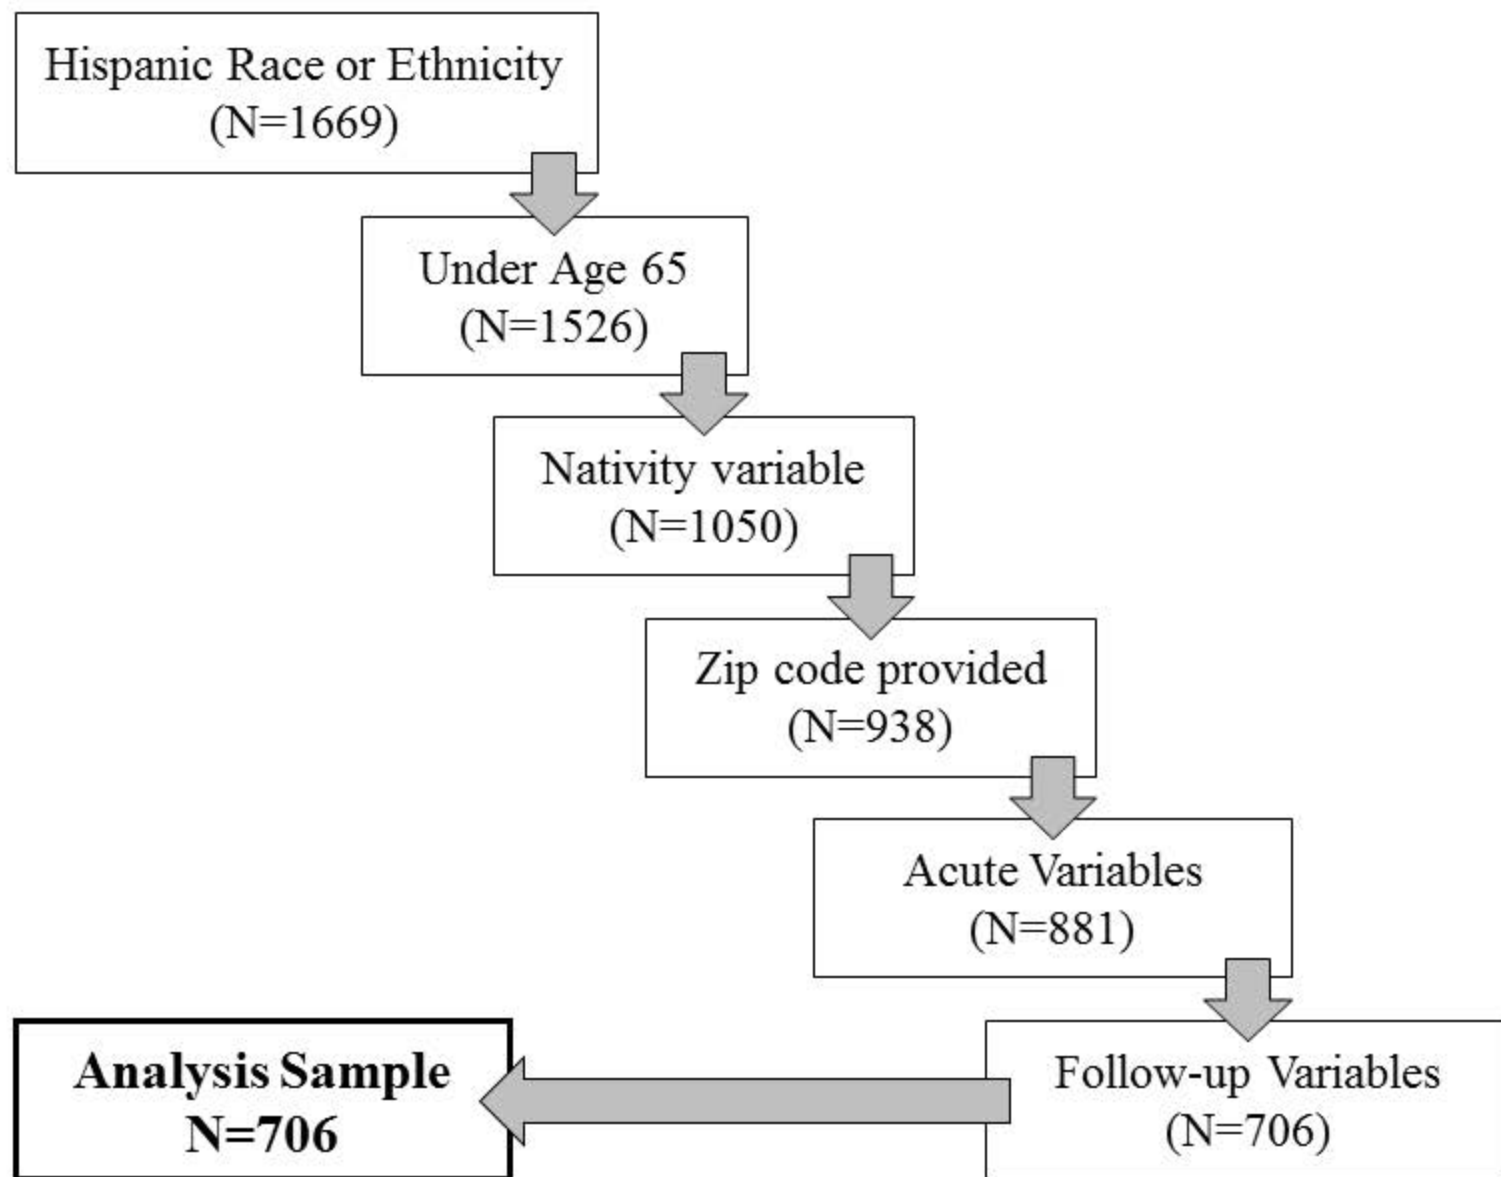 Hispanic Race or Ethnicity
(N=1669)
Under Age 65
(N=1526)
Nativity variable
(N=1050)
Zip code provided
(N=938)
Acute Variables
(N=881)
Follow-up Variables
(N=706)
Analysis Sample
N=706